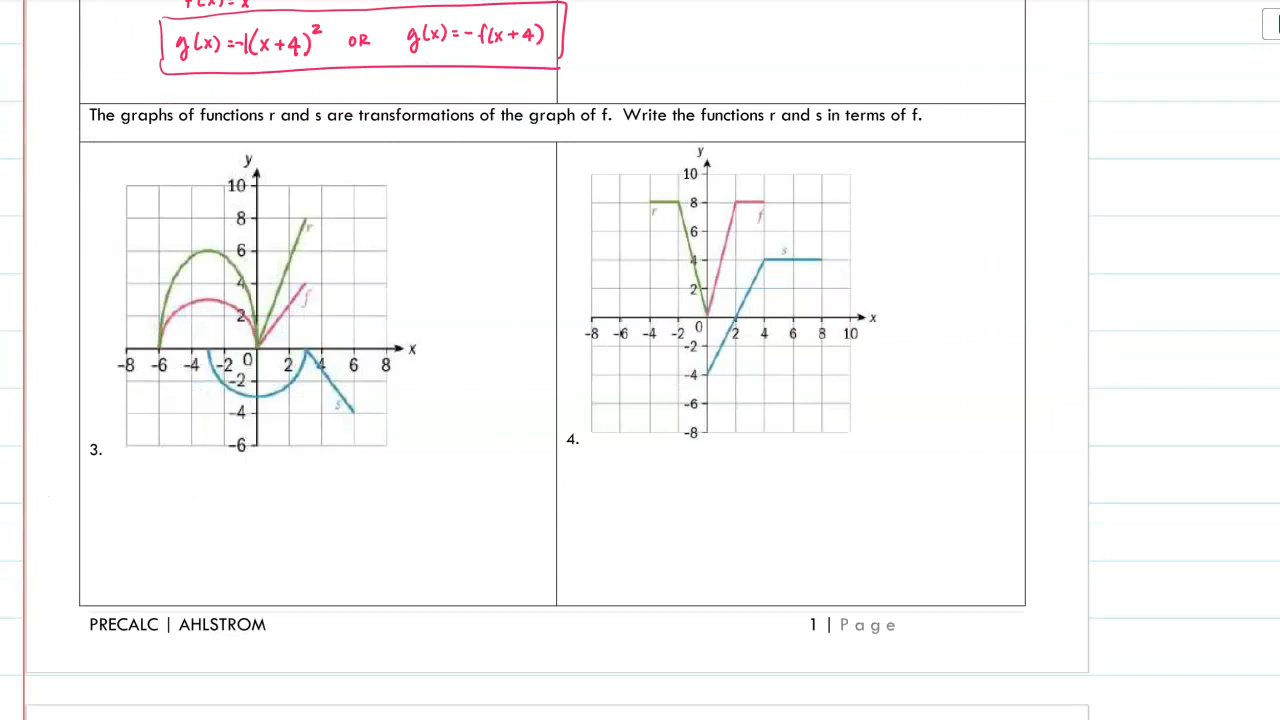 f(x) = x
g(x) = -1(x+4)² OR g(x) = - f(x+4)
The graphs of functions r and s are transformations of the graph of f. Write the functions r and s in terms of f.
y
10
8
6
4
2
r
f
-8 -6 -4 -2 0 2 4 6 8 x
-2
-4
-6
s
3.
y
10
8
6
4
2
r
f
s
-8 -6 -4 -2 0 2 4 6 8 10 x
-2
-4
-6
-8
4.
PRECALC | AHLSTROM
1 | Page